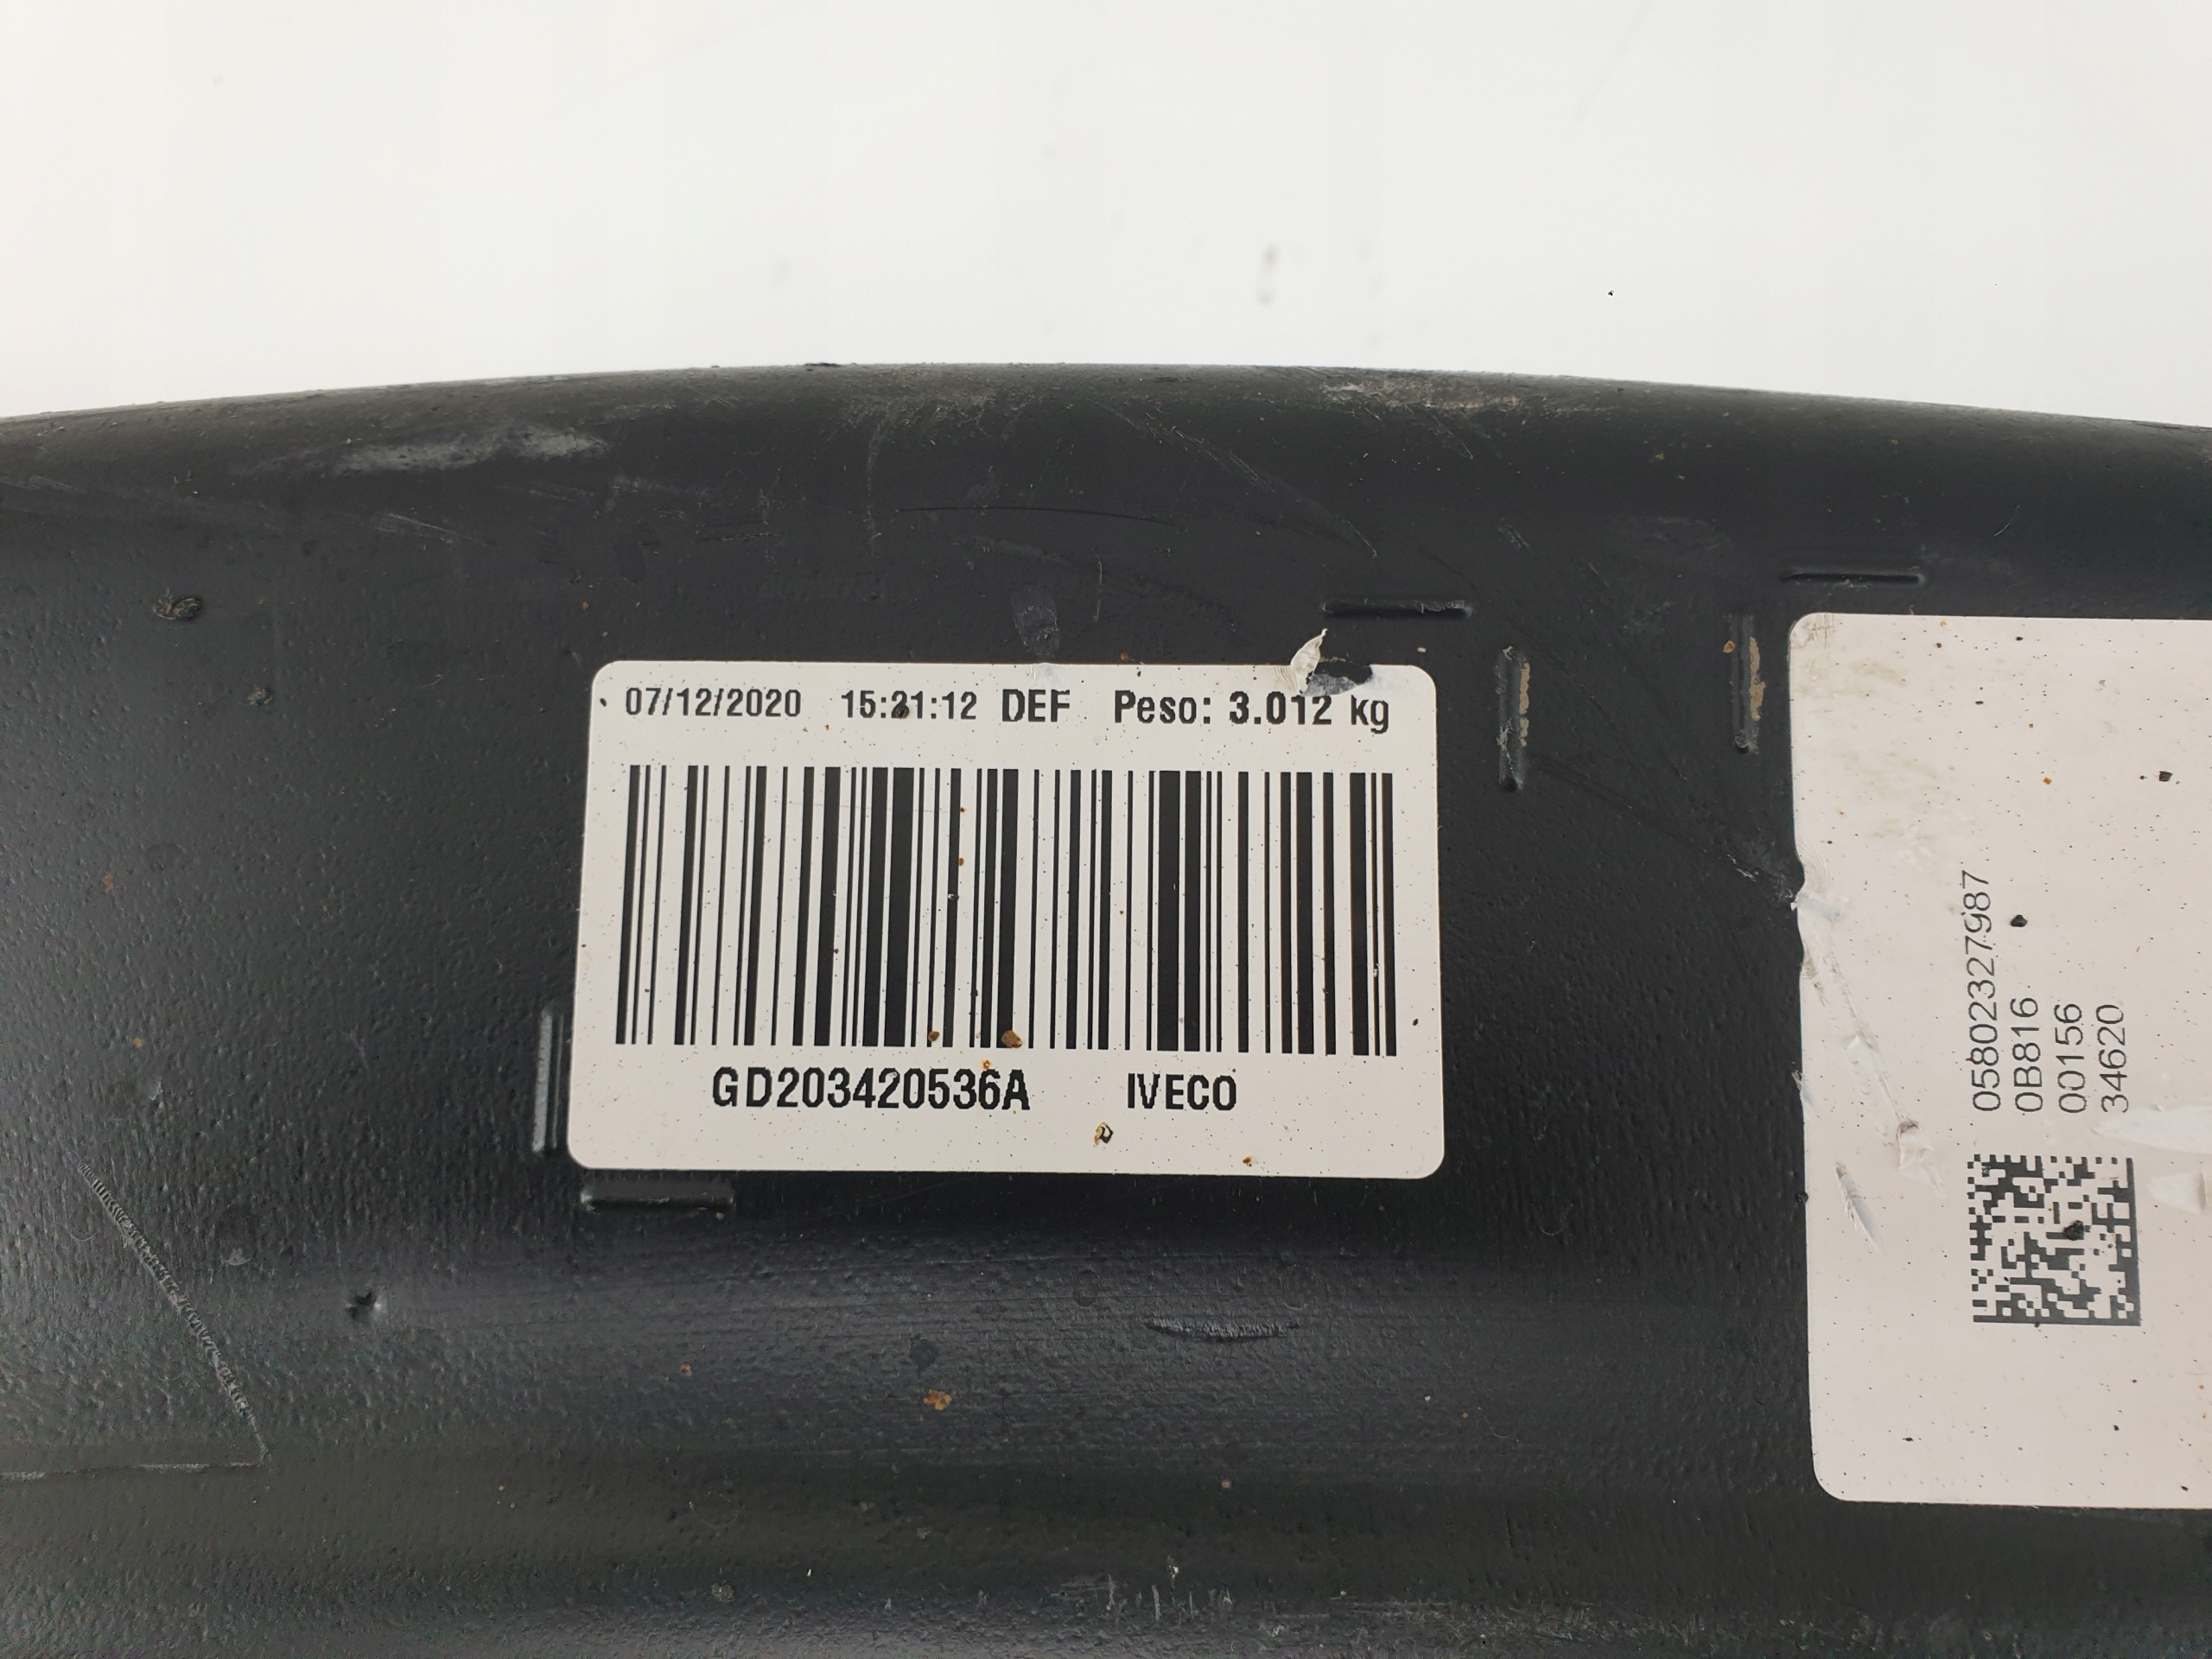 07/12/2020 15:21:12 DEF Peso: 3.012 kg
GD203420536A IVECO
05802327987
0B816
00156
34620